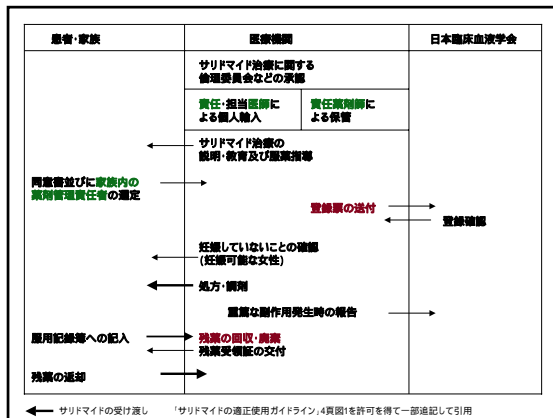 患者・家族
医療機関
日本臨床血液学会
サリドマイド治療に関する
倫理委員会などの承認
責任・担当医師に
よる個人輸入
責任薬剤師に
よる保管
サリドマイド治療の
説明・教育及び服薬指導
同意書並びに家族内の
薬剤管理責任者の選定
登録票の送付
登録確認
妊娠していないことの確認
(妊娠可能な女性)
処方・調剤
重篤な副作用発生時の報告
服用記録簿への記入
残薬の回収・廃棄
残薬受領証の交付
残薬の返却
サリドマイドの受け渡し 「サリドマイドの適正使用ガイドライン」4頁図1を許可を得て一部追記して引用